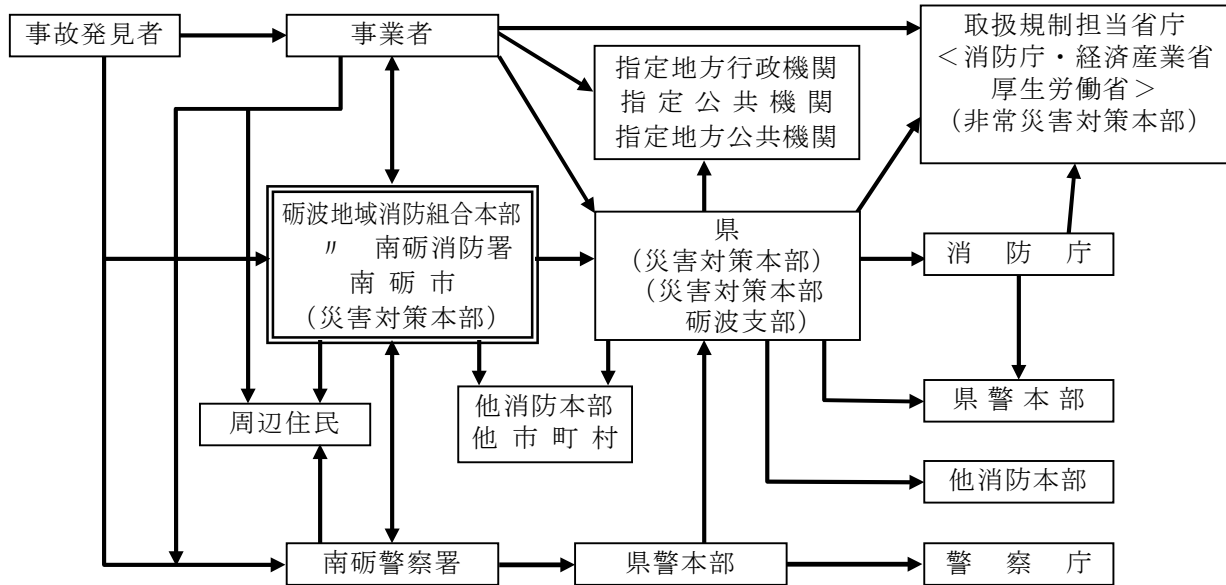 事故発見者
事業者
取扱規制担当省庁
＜消防庁・経済産業省
厚生労働省＞
（非常災害対策本部）
指定地方行政機関
指定公共機関
指定地方公共機関
砺波地域消防組合本部
〃　南砺消防署
南砺市
（災害対策本部）
県
（災害対策本部）
（災害対策本部
砺波支部）
消防庁
周辺住民
他消防本部
他市町村
県警本部
他消防本部
南砺警察署
県警本部
警察庁